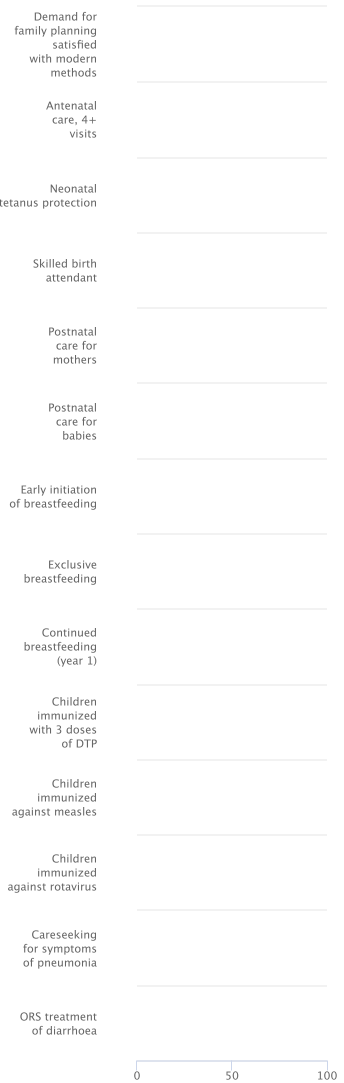 Demand for
family planning
satisfied
with modern
methods
Antenatal
care, 4+
visits
Neonatal
tetanus protection
Skilled birth
attendant
Postnatal
care for
mothers
Postnatal
care for
babies
Early initiation
of breastfeeding
Exclusive
breastfeeding
Continued
breastfeeding
(year 1)
Children
immunized
with 3 doses
of DTP
Children
immunized
against measles
Children
immunized
against rotavirus
Careseeking
for symptoms
of pneumonia
ORS treatment
of diarrhoea
0 50 100